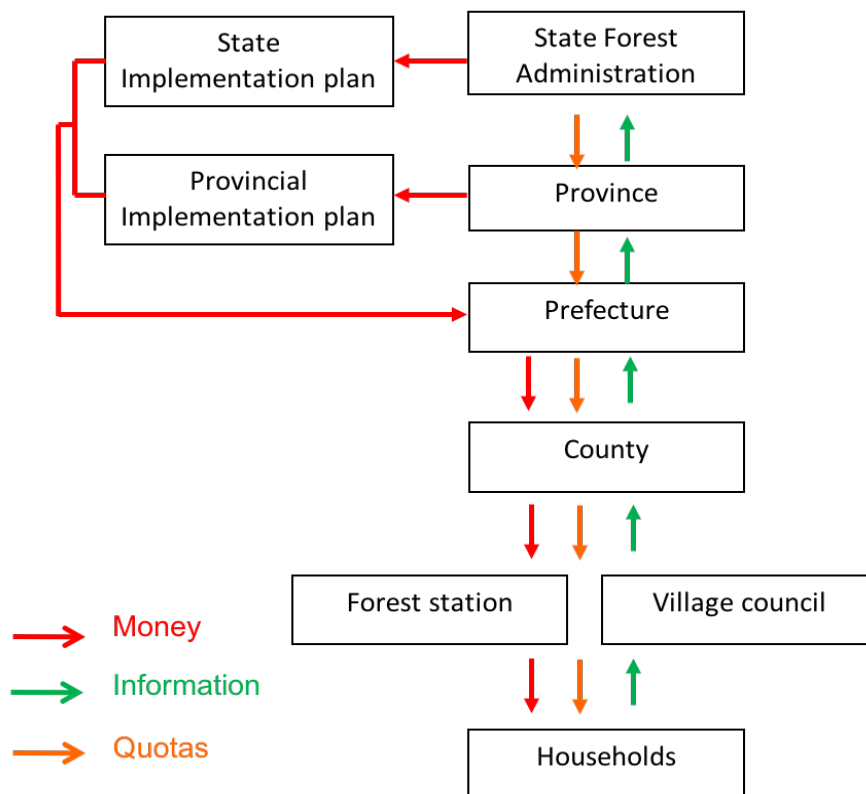 State
Implementation plan
State Forest
Administration
Provincial
Implementation plan
Province
Prefecture
County
Forest station
Village council
Money
Information
Quotas
Households